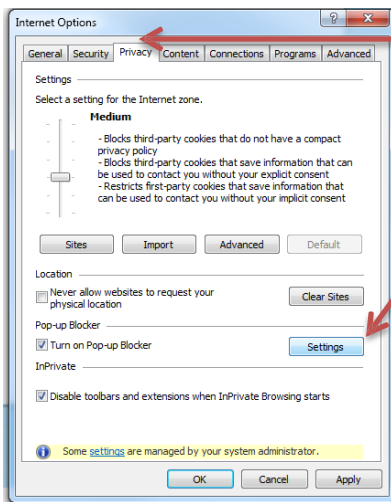 Internet Options
General Security Privacy Content Connections Programs Advanced
Settings
Select a setting for the Internet zone.
Medium
- Blocks third-party cookies that do not have a compact
privacy policy
- Blocks third-party cookies that save information that can
be used to contact you without your explicit consent
- Restricts first-party cookies that save information that
can be used to contact you without your implicit consent
Sites Import Advanced Default
Location
Never allow websites to request your
physical location
Clear Sites
Pop-up Blocker
Turn on Pop-up Blocker Settings
InPrivate
Disable toolbars and extensions when InPrivate Browsing starts
Some settings are managed by your system administrator.
OK Cancel Apply